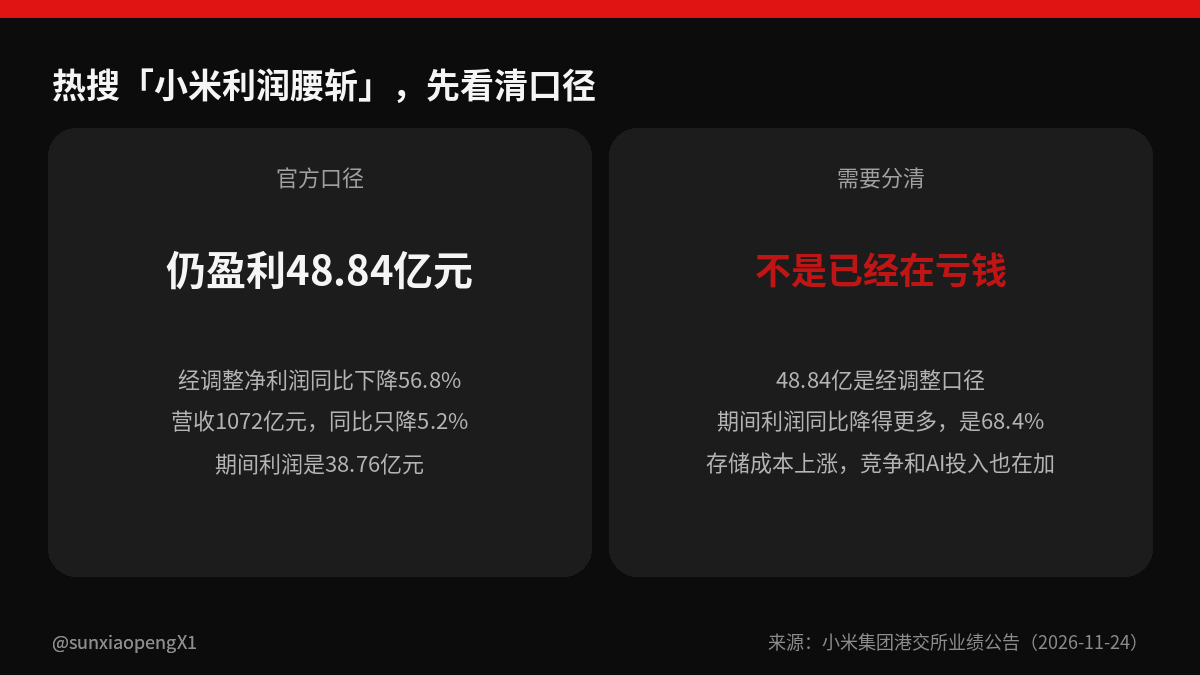 热搜「小米利润腰斩」，先看清口径
官方口径
仍盈利48.84亿元
经调整净利润同比下降56.8%
营收1072亿元，同比只降5.2%
期间利润是38.76亿元
需要分清
不是已经在亏钱
48.84亿是经调整口径
期间利润同比降得更多，是68.4%
存储成本上涨，竞争和AI投入也在加
@sunxiaopengX1
来源：小米集团港交所业绩公告（2026-11-24）